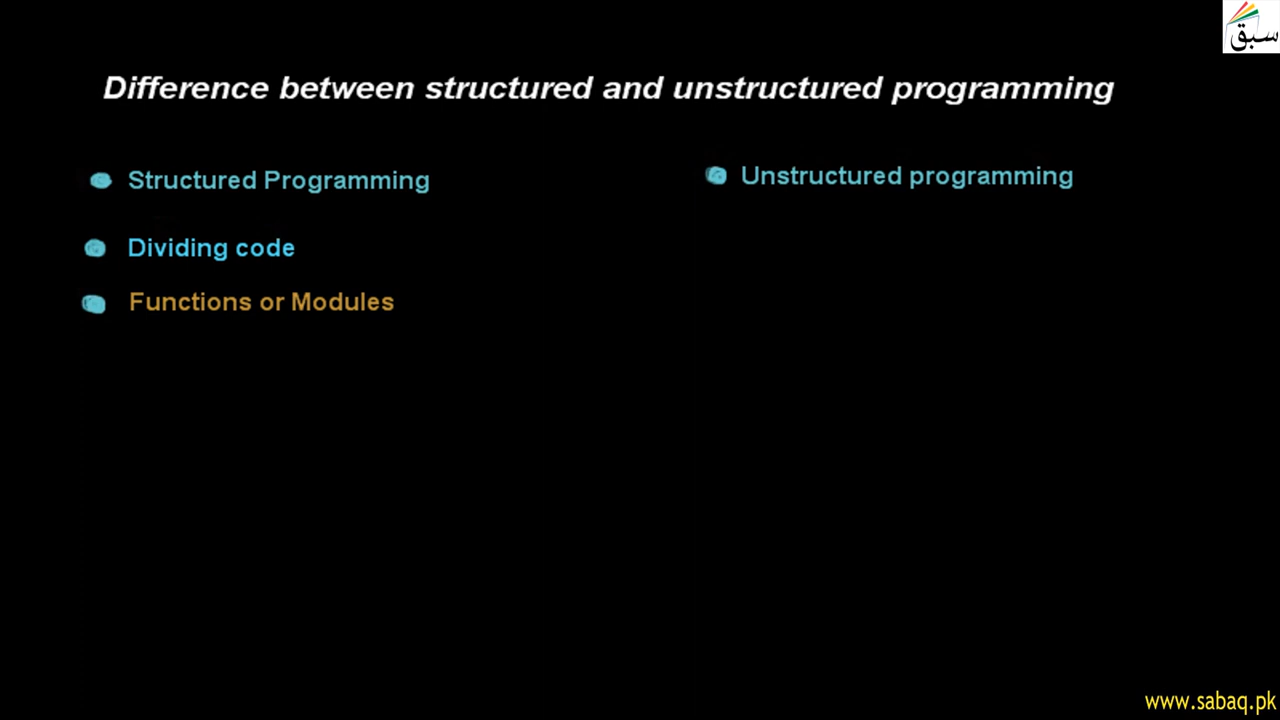 سبق
Difference between structured and unstructured programming
Structured Programming
Unstructured programming
Dividing code
Functions or Modules
www.sabaq.pk